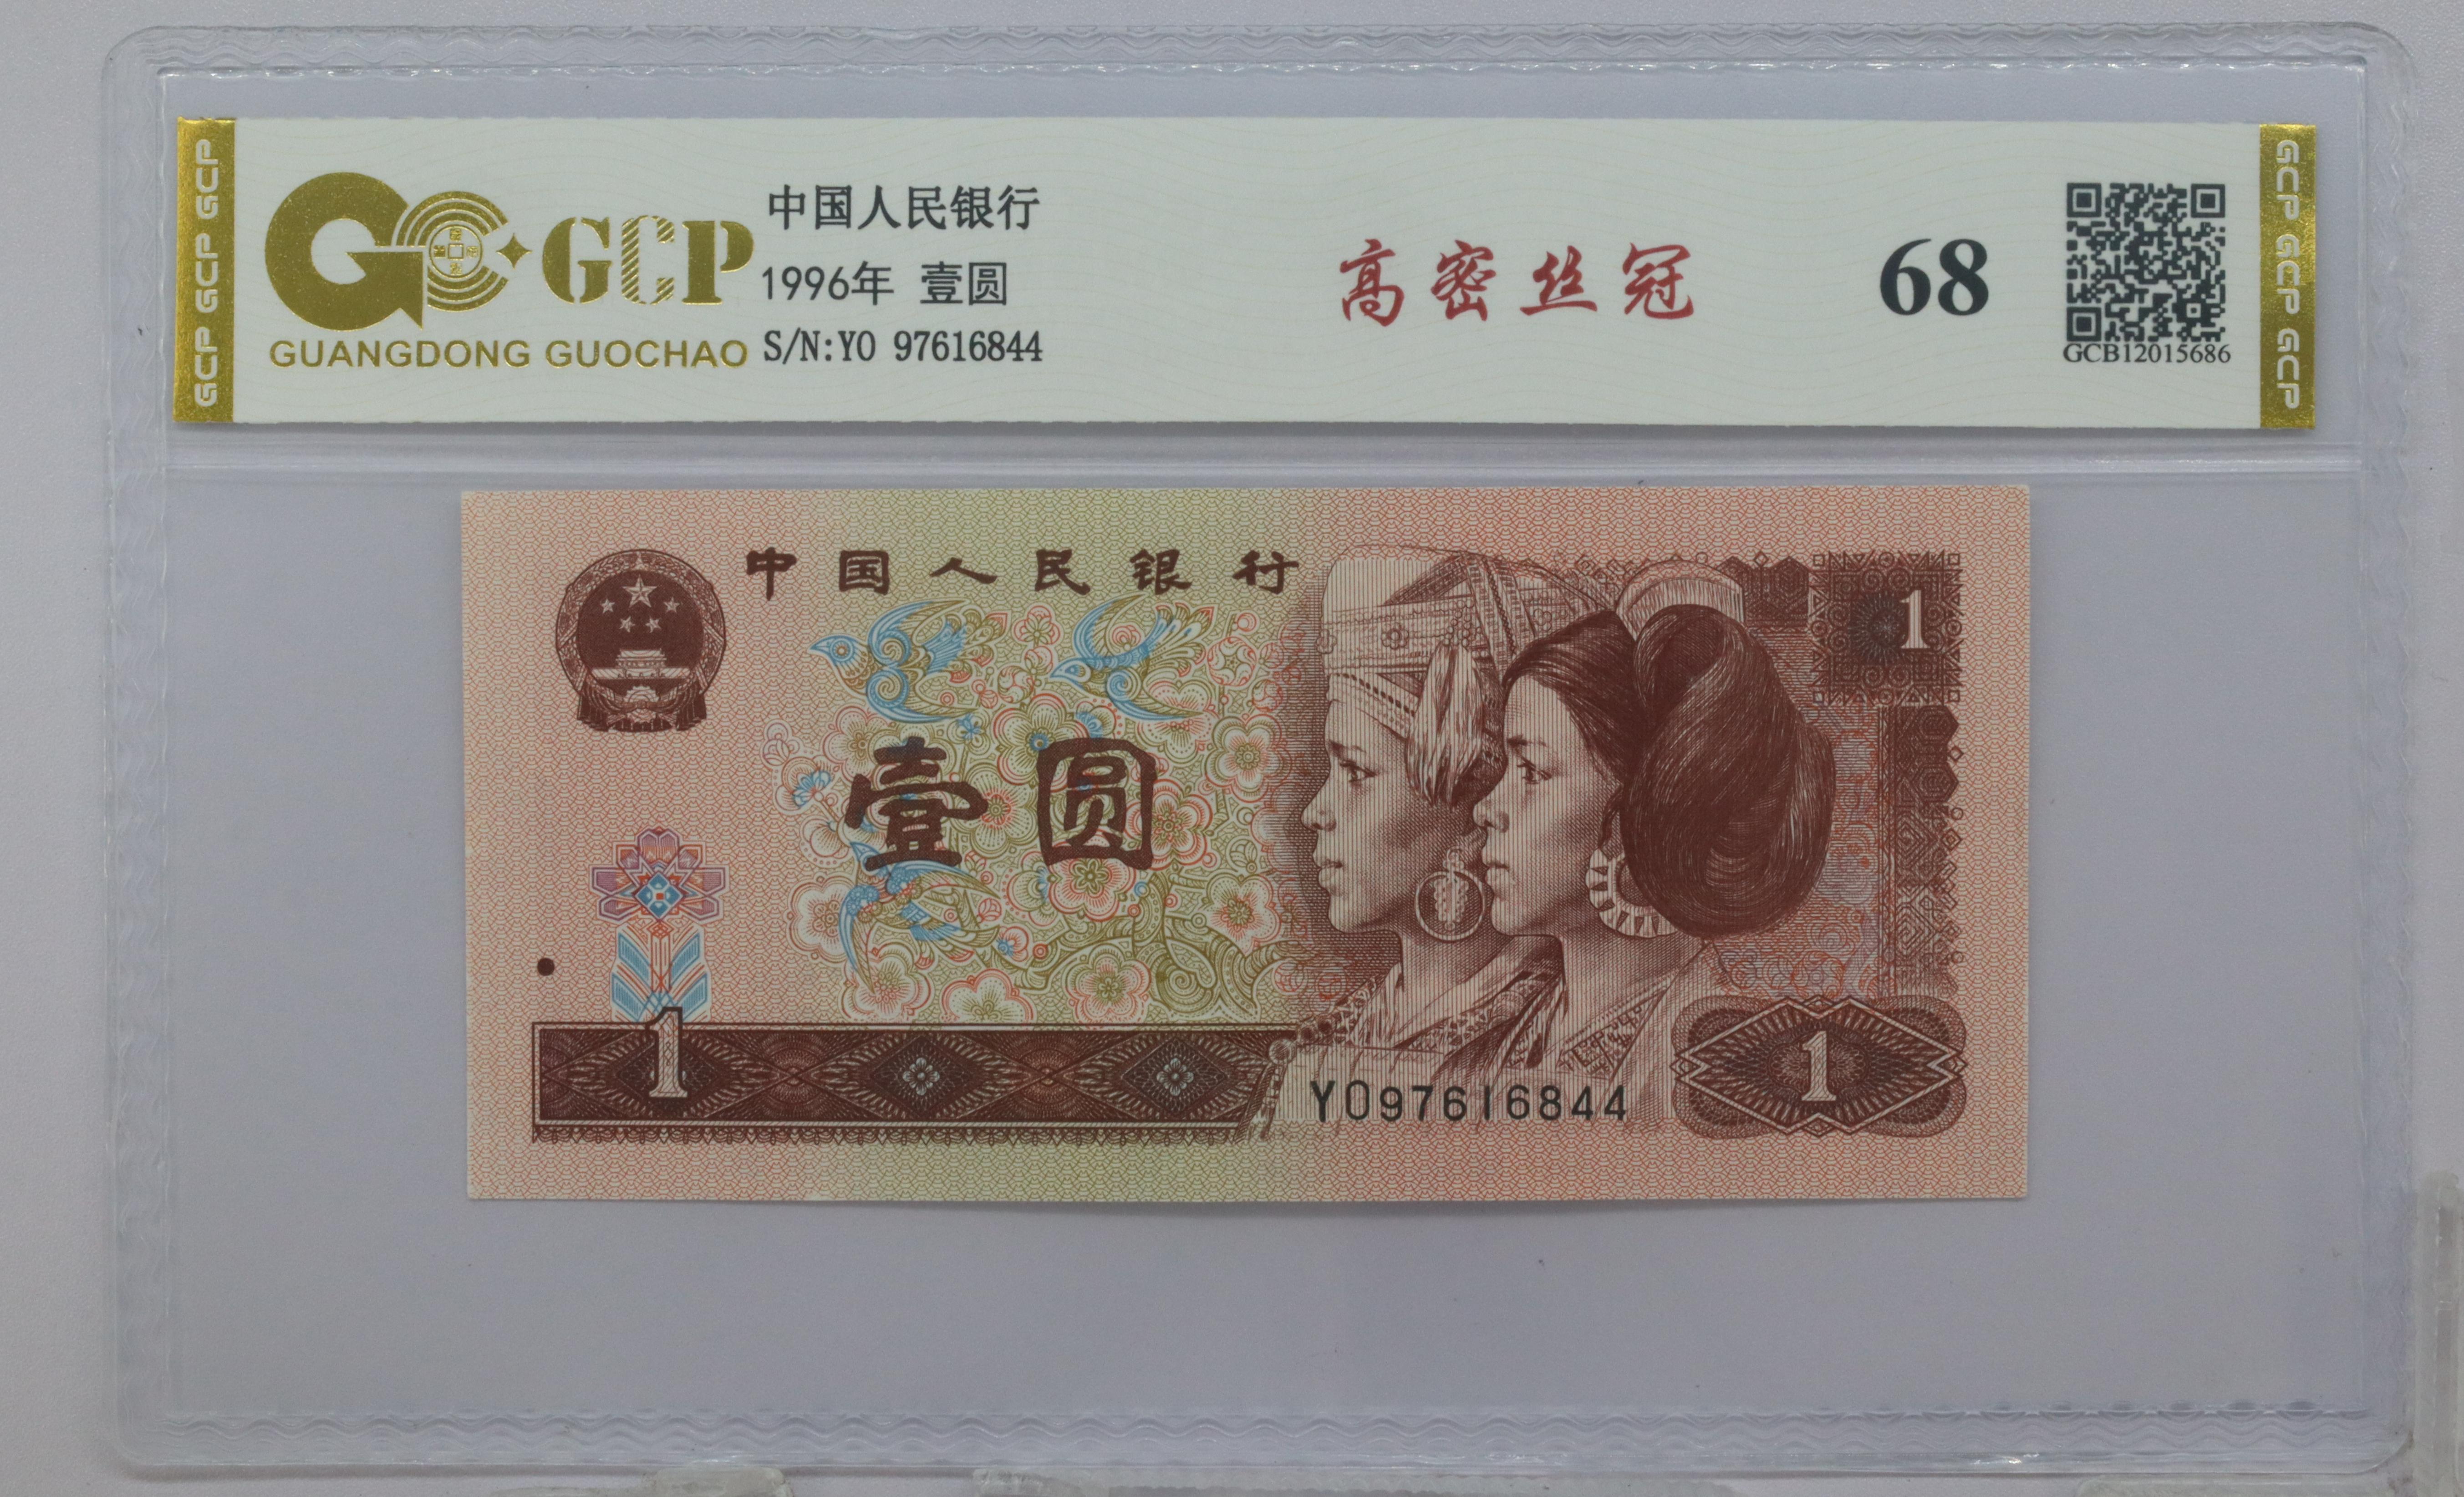 GCP GCP GCP
GCP
GUANGDONG GUOCHAO
中国人民银行
1996年 壹圆
S/N:YO 97616844
高密丝冠
68
GCB12015686
GCP GCP GCP
中国人民银行
1
壹圆
1
YO97616844
1